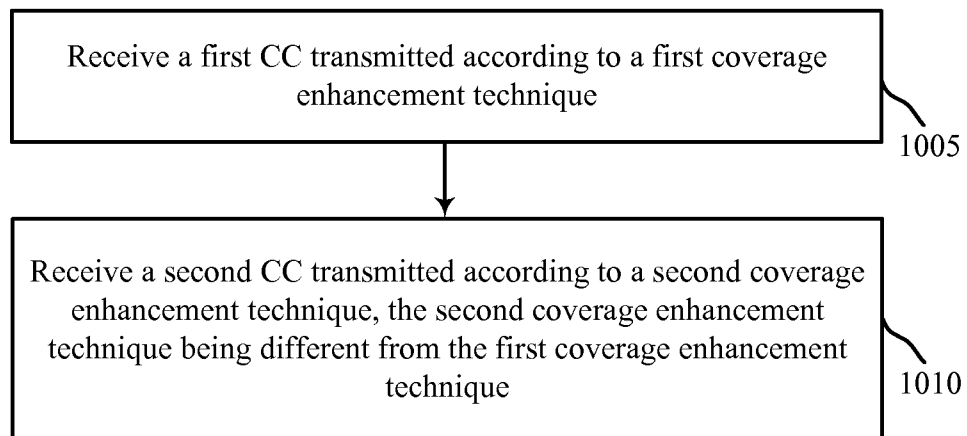 Receive a first CC transmitted according to a first coverage
enhancement technique
1005
Receive a second CC transmitted according to a second coverage
enhancement technique, the second coverage enhancement
technique being different from the first coverage enhancement
technique
1010